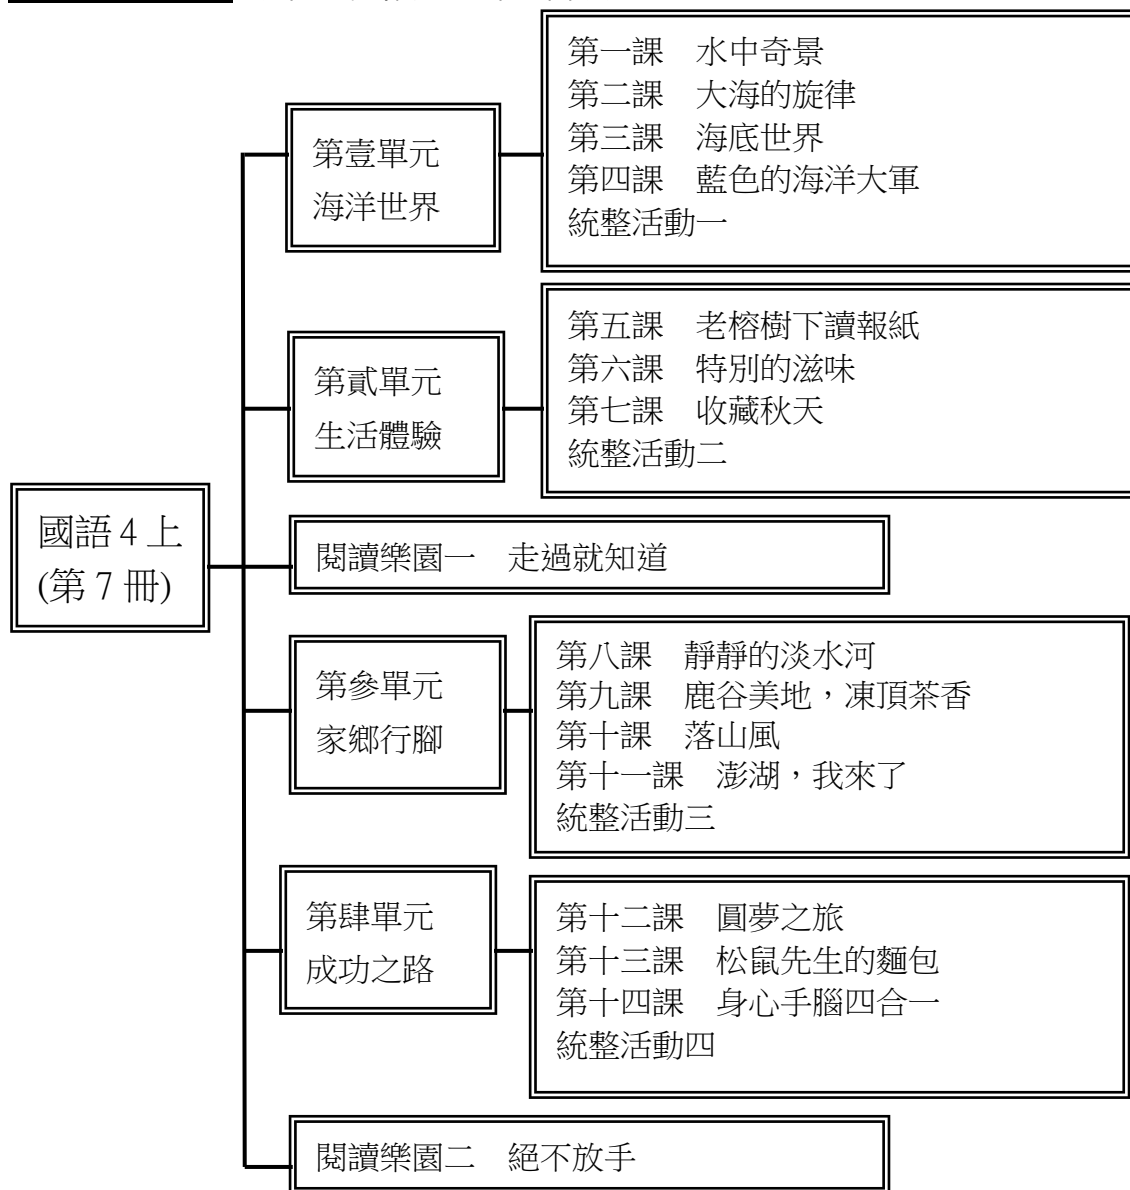 國語 4 上
(第 7 冊)
第壹單元
海洋世界
第一課　水中奇景
第二課　大海的旋律
第三課　海底世界
第四課　藍色的海洋大軍
統整活動一
第貳單元
生活體驗
第五課　老榕樹下讀報紙
第六課　特別的滋味
第七課　收藏秋天
統整活動二
閱讀樂園一　走過就知道
第參單元
家鄉行腳
第八課　靜靜的淡水河
第九課　鹿谷美地，凍頂茶香
第十課　落山風
第十一課　澎湖，我來了
統整活動三
第肆單元
成功之路
第十二課　圓夢之旅
第十三課　松鼠先生的麵包
第十四課　身心手腦四合一
統整活動四
閱讀樂園二　絕不放手